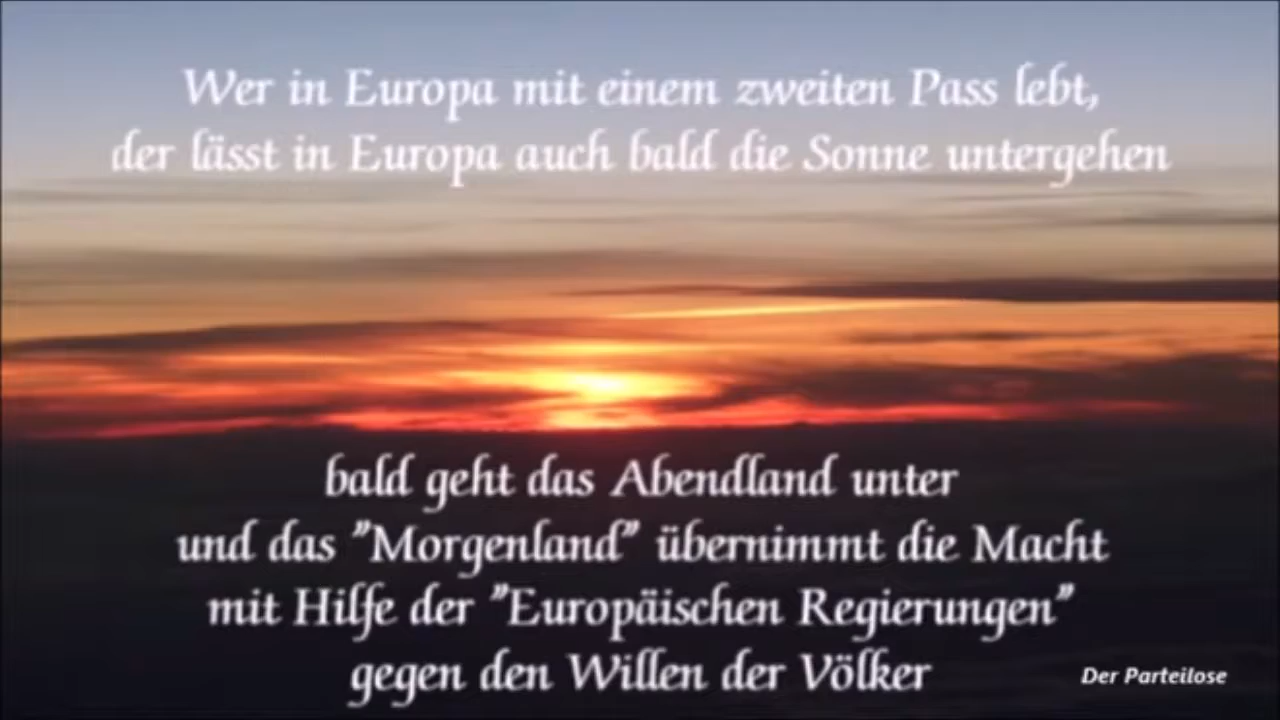 Wer in Europa mit einem zweiten Pass lebt,
der lässt in Europa auch bald die Sonne untergehen
bald geht das Abendland unter
und das "Morgenland" übernimmt die Macht
mit Hilfe der "Europäischen Regierungen"
gegen den Willen der Völker
Der Parteilose